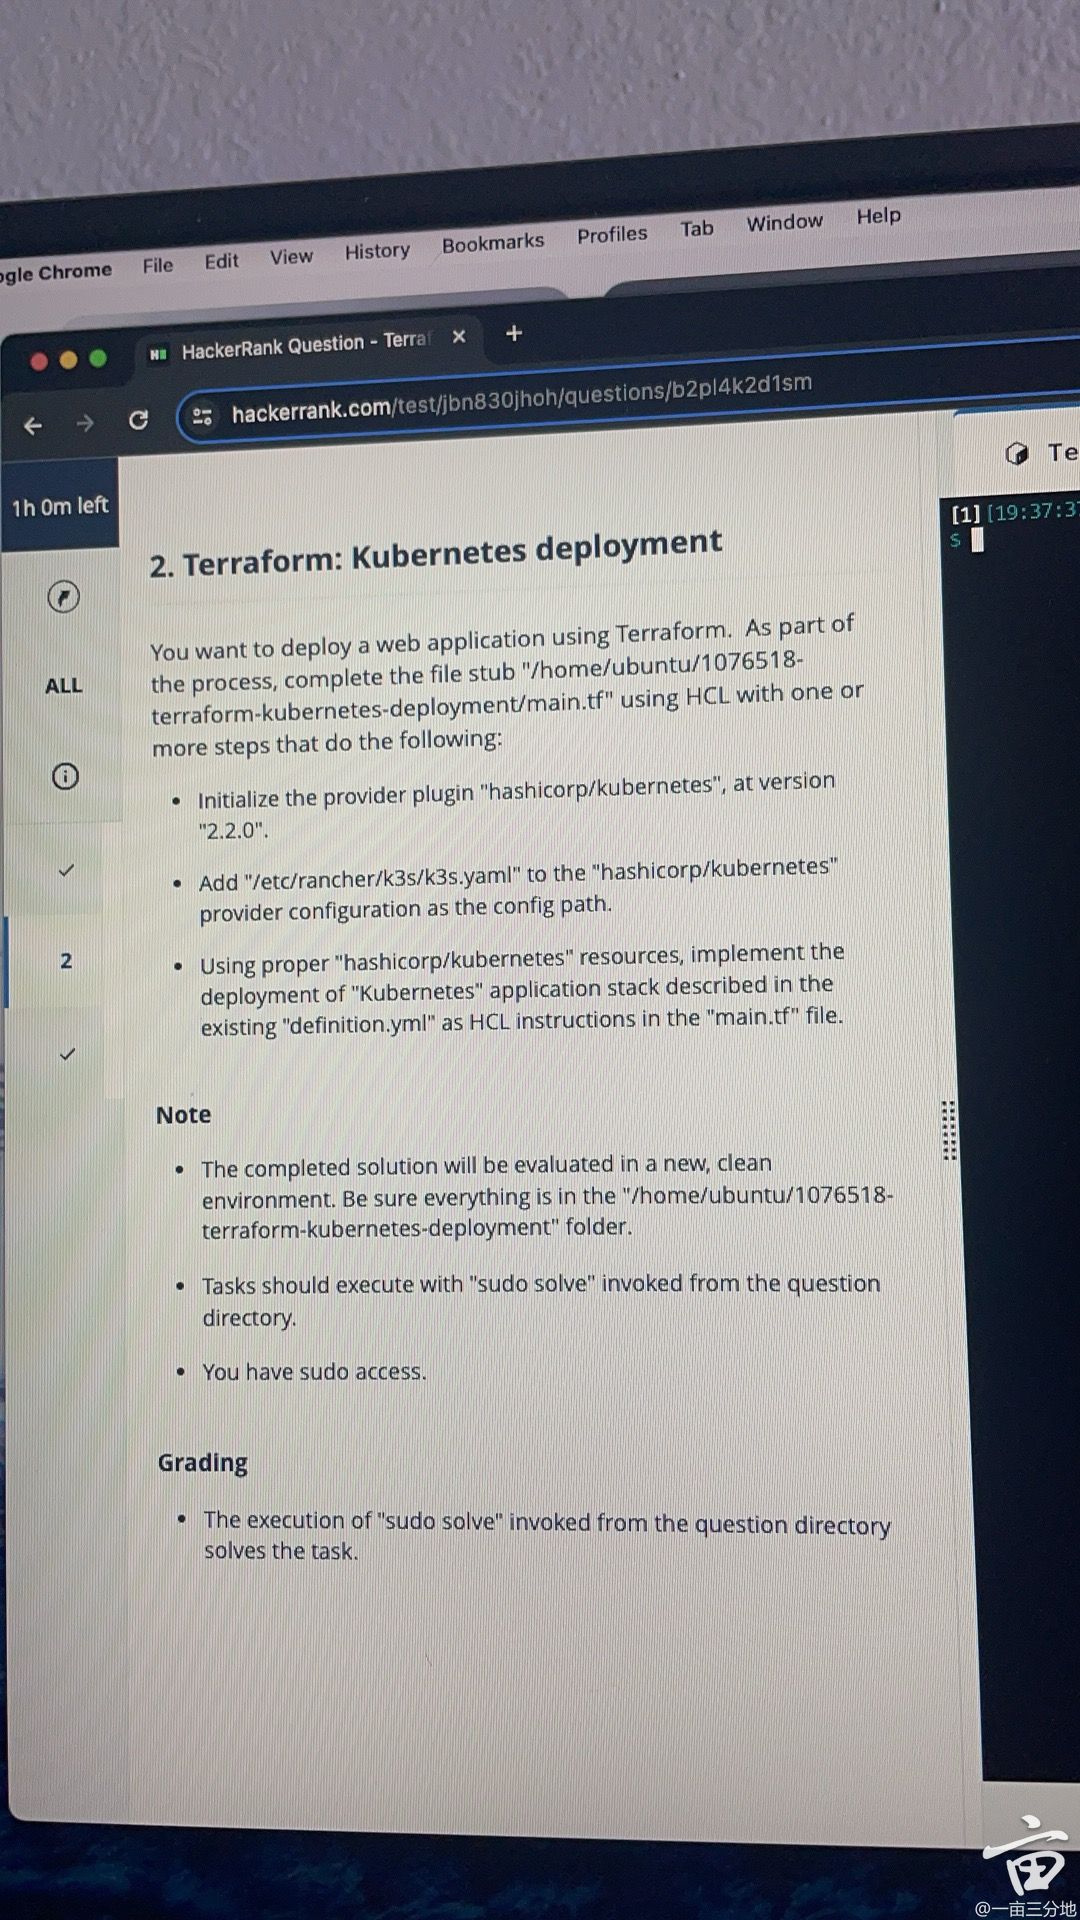 ogle Chrome File Edit View History Bookmarks Profiles Tab Window Help
HackerRank Question - Terraf
hackerrank.com/test/jbn830jhoh/questions/b2pl4k2d1sm
1h 0m left
Te
[1] [19:37:37
$
ALL
2
2. Terraform: Kubernetes deployment
You want to deploy a web application using Terraform. As part of
the process, complete the file stub "/home/ubuntu/1076518-
terraform-kubernetes-deployment/main.tf" using HCL with one or
more steps that do the following:
• Initialize the provider plugin "hashicorp/kubernetes", at version
"2.2.0".
• Add "/etc/rancher/k3s/k3s.yaml" to the "hashicorp/kubernetes"
provider configuration as the config path.
• Using proper "hashicorp/kubernetes" resources, implement the
deployment of "Kubernetes" application stack described in the
existing "definition.yml" as HCL instructions in the "main.tf" file.
Note
• The completed solution will be evaluated in a new, clean
environment. Be sure everything is in the "/home/ubuntu/1076518-
terraform-kubernetes-deployment" folder.
• Tasks should execute with "sudo solve" invoked from the question
directory.
• You have sudo access.
Grading
• The execution of "sudo solve" invoked from the question directory
solves the task.
亩
@一亩三分地